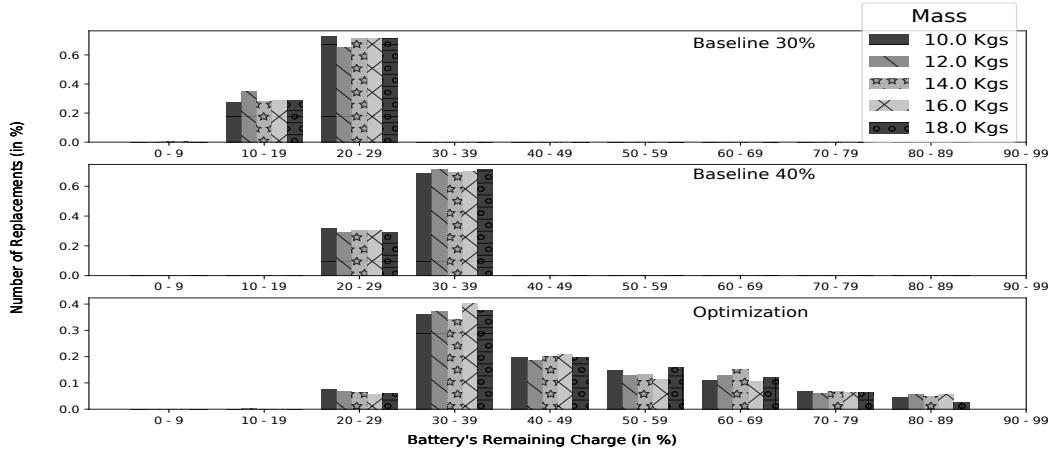 Mass
10.0 Kgs
12.0 Kgs
14.0 Kgs
16.0 Kgs
18.0 Kgs
Baseline 30%
0.6
0.4
0.2
0.0
0 - 9 10 - 19 20 - 29 30 - 39 40 - 49 50 - 59 60 - 69 70 - 79 80 - 89 90 - 99
Baseline 40%
0.6
0.4
0.2
0.0
0 - 9 10 - 19 20 - 29 30 - 39 40 - 49 50 - 59 60 - 69 70 - 79 80 - 89 90 - 99
Optimization
0.4
0.3
0.2
0.1
0.0
0 - 9 10 - 19 20 - 29 30 - 39 40 - 49 50 - 59 60 - 69 70 - 79 80 - 89 90 - 99
Number of Replacements (in %)
Battery's Remaining Charge (in %)